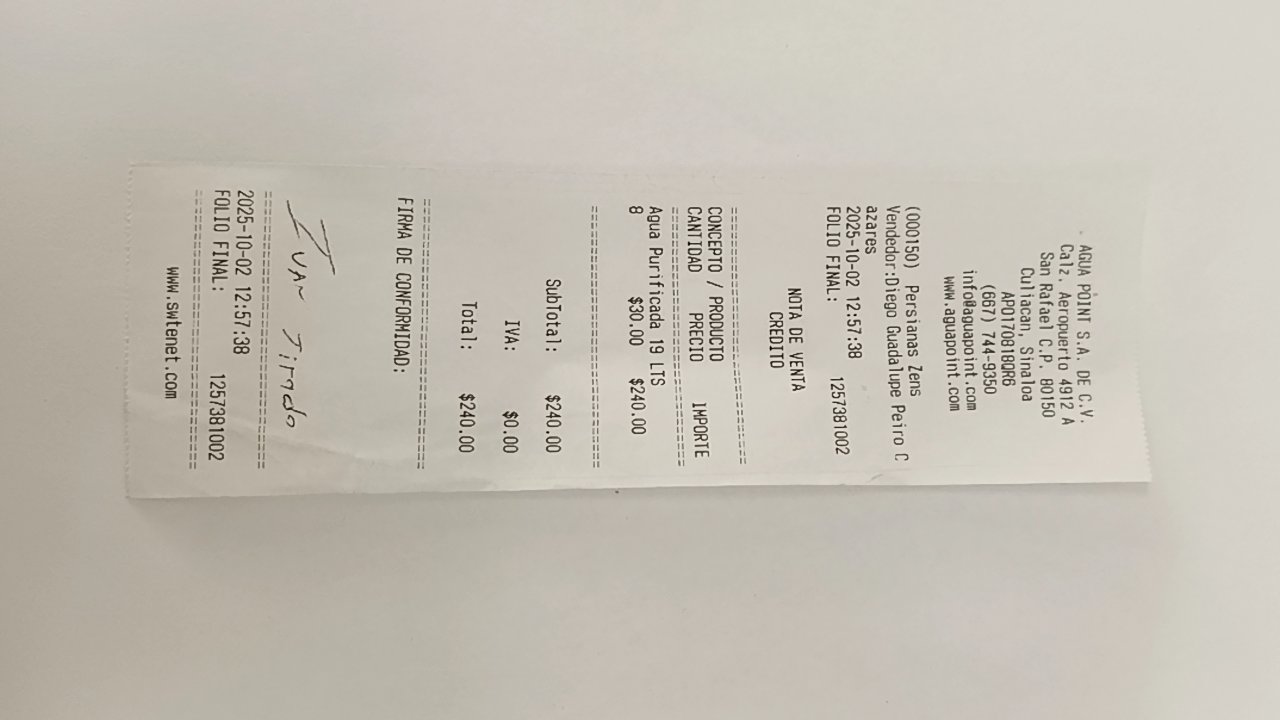 AGUA POINT S.A. DE C.V.
Calz. Aeropuerto 4912 A
San Rafael C.P. 80150
Culiacan, Sinaloa
APO170818QR6
(667) 744-9350
info@aguapoint.com
www.aguapoint.com
(000150) Persianas Zens
Vendedor:Diego Guadalupe Peiro C
azares
2025-10-02 12:57:38
FOLIO FINAL: 1257381002
NOTA DE VENTA
CREDITO
================================
CONCEPTO / PRODUCTO
CANTIDAD PRECIO IMPORTE
================================
Agua Purificada 19 LTS
8 $30.00 $240.00
================================
SubTotal: $240.00
IVA: $0.00
Total: $240.00
================================
FIRMA DE CONFORMIDAD:
Ivan Tirado
================================
2025-10-02 12:57:38
FOLIO FINAL: 1257381002
================================
www.swtenet.com